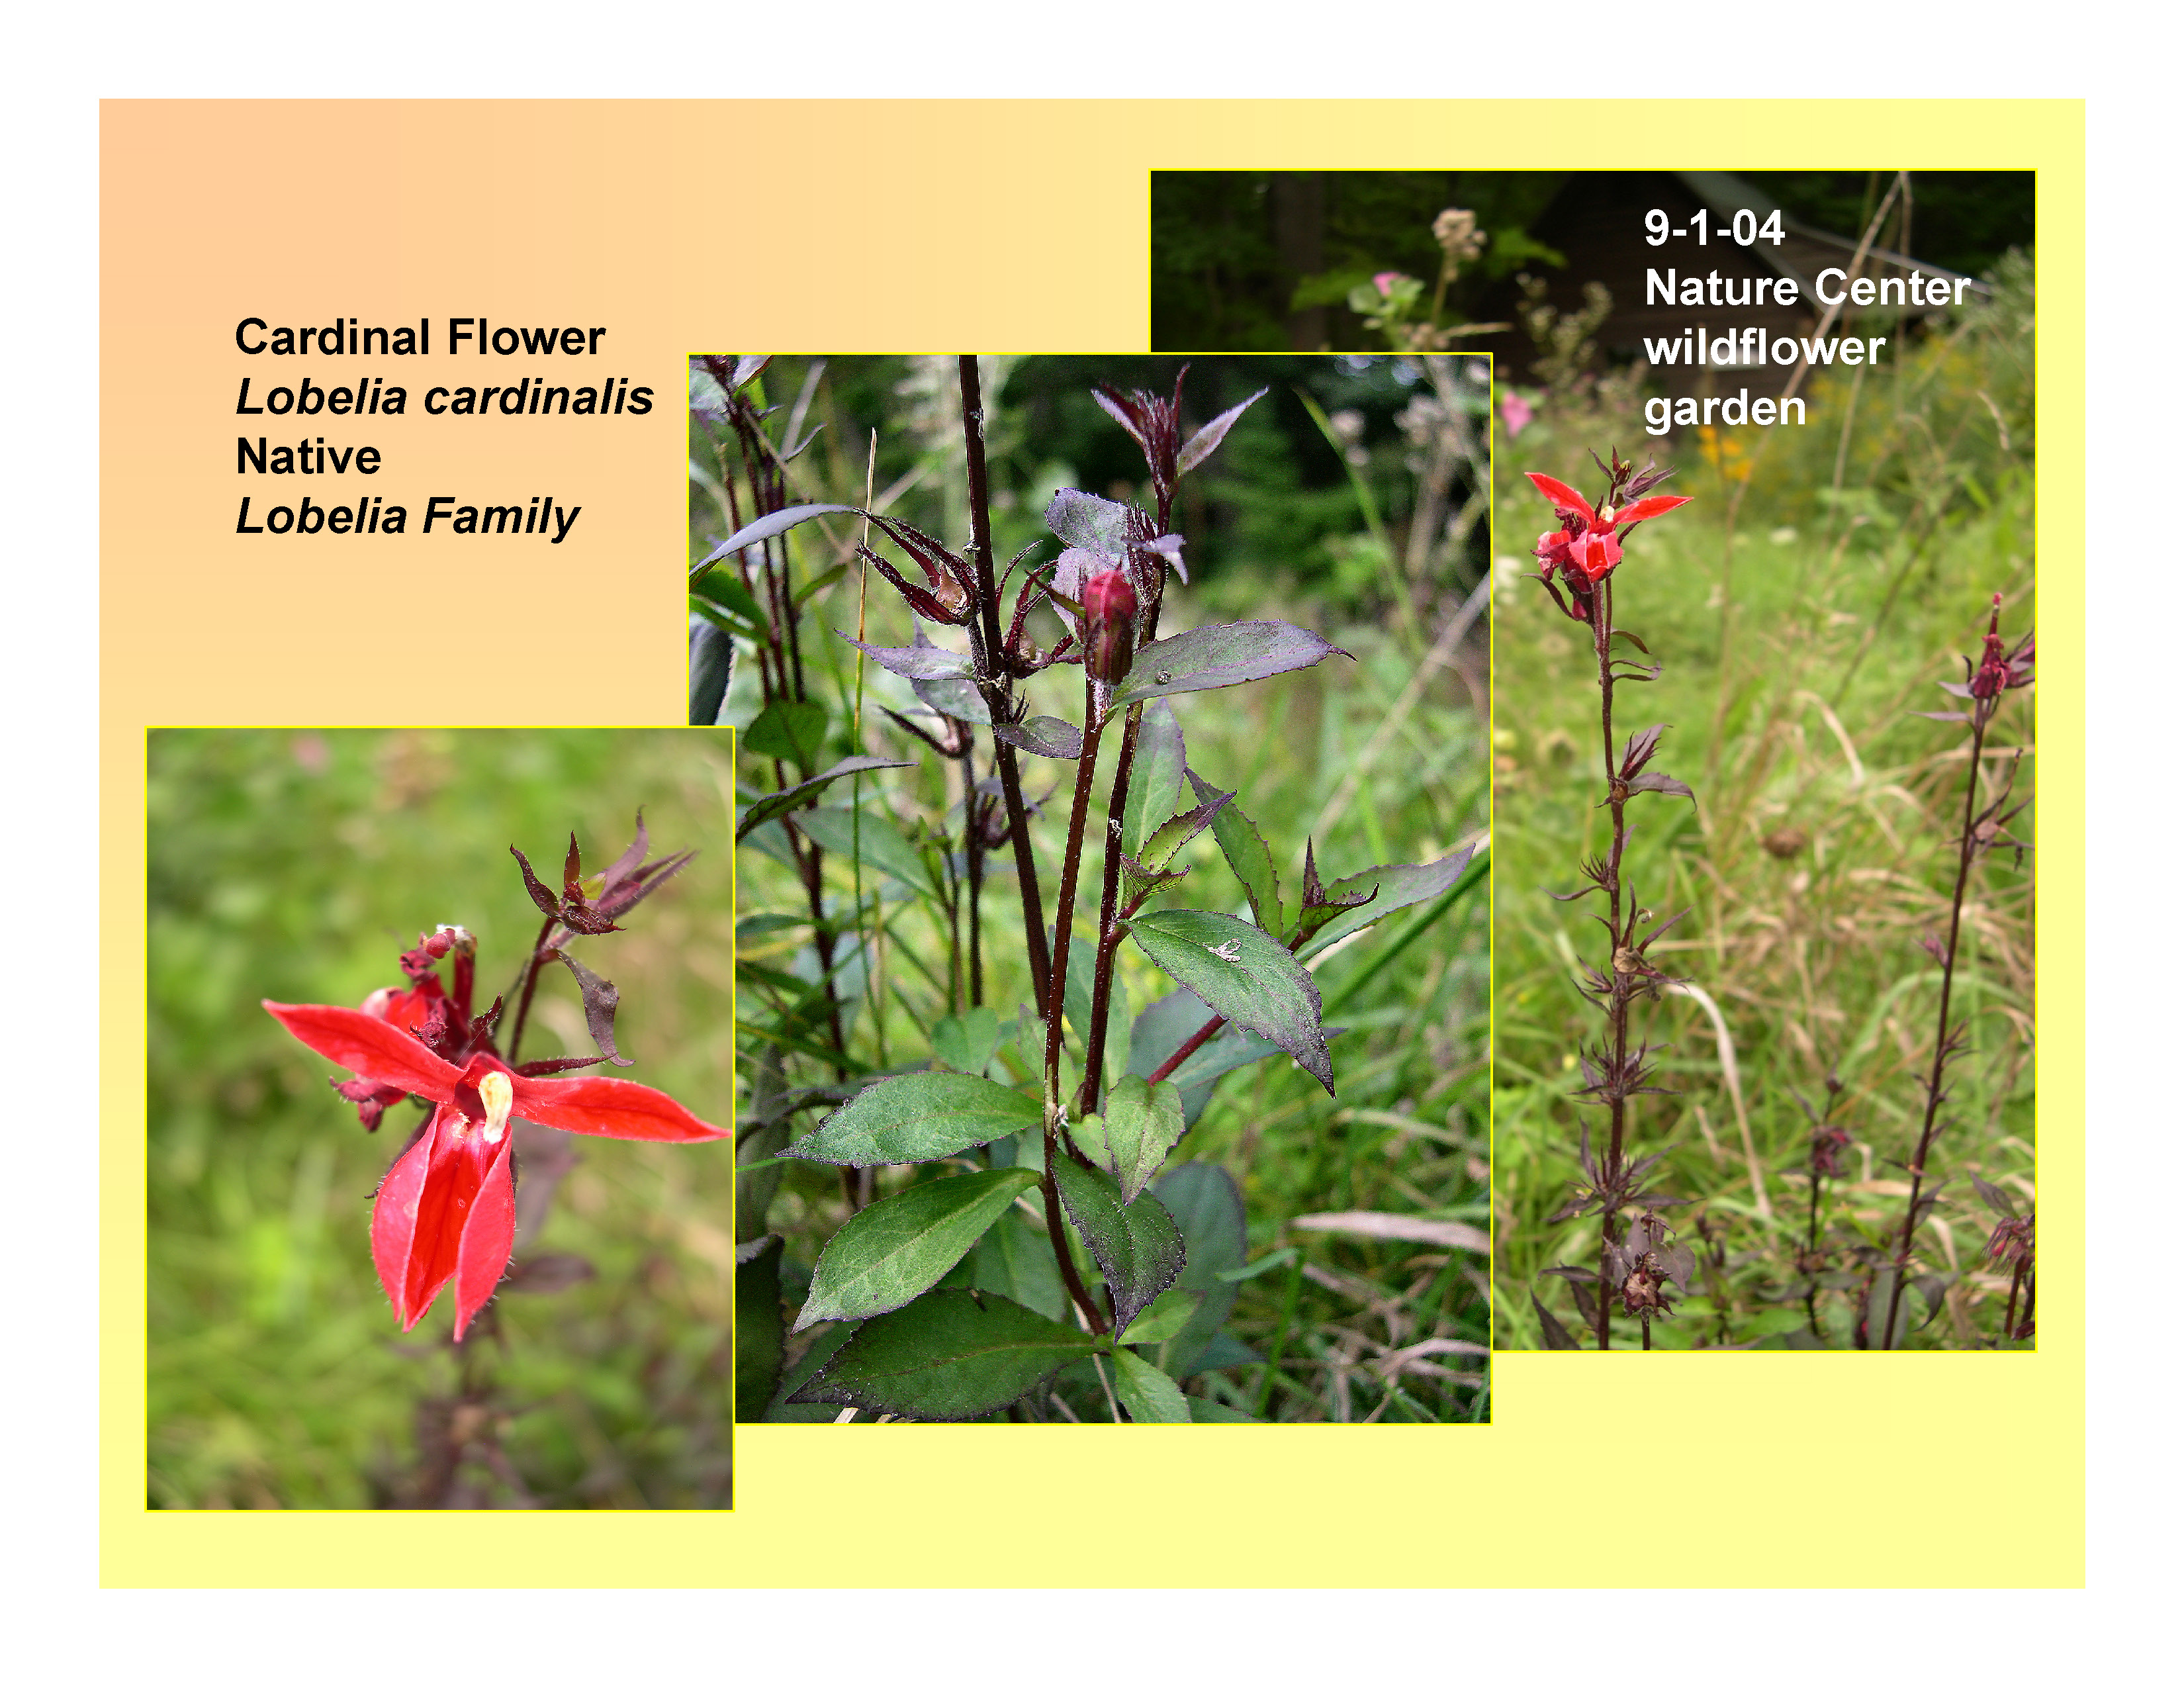 Cardinal Flower
Lobelia cardinalis
Native
Lobelia Family
9-1-04
Nature Center
wildflower
garden